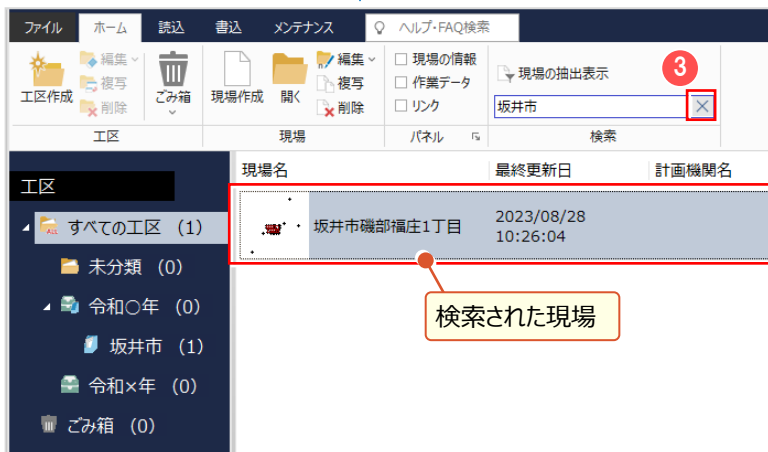 ファイル ホーム 読込 書込 メンテナンス ヘルプ・FAQ検索
工区作成 編集 複写 削除 ごみ箱
工区
現場作成 開く 編集 複写 削除
現場
現場の情報
作業データ
リンク
パネル
現場の抽出表示
3
坂井市
検索
工区
すべての工区 (1)
未分類 (0)
令和○年 (0)
坂井市 (1)
令和×年 (0)
ごみ箱 (0)
現場名 最終更新日 計画機関名
ALL
坂井市磯部福庄1丁目 2023/08/28
10:26:04
検索された現場